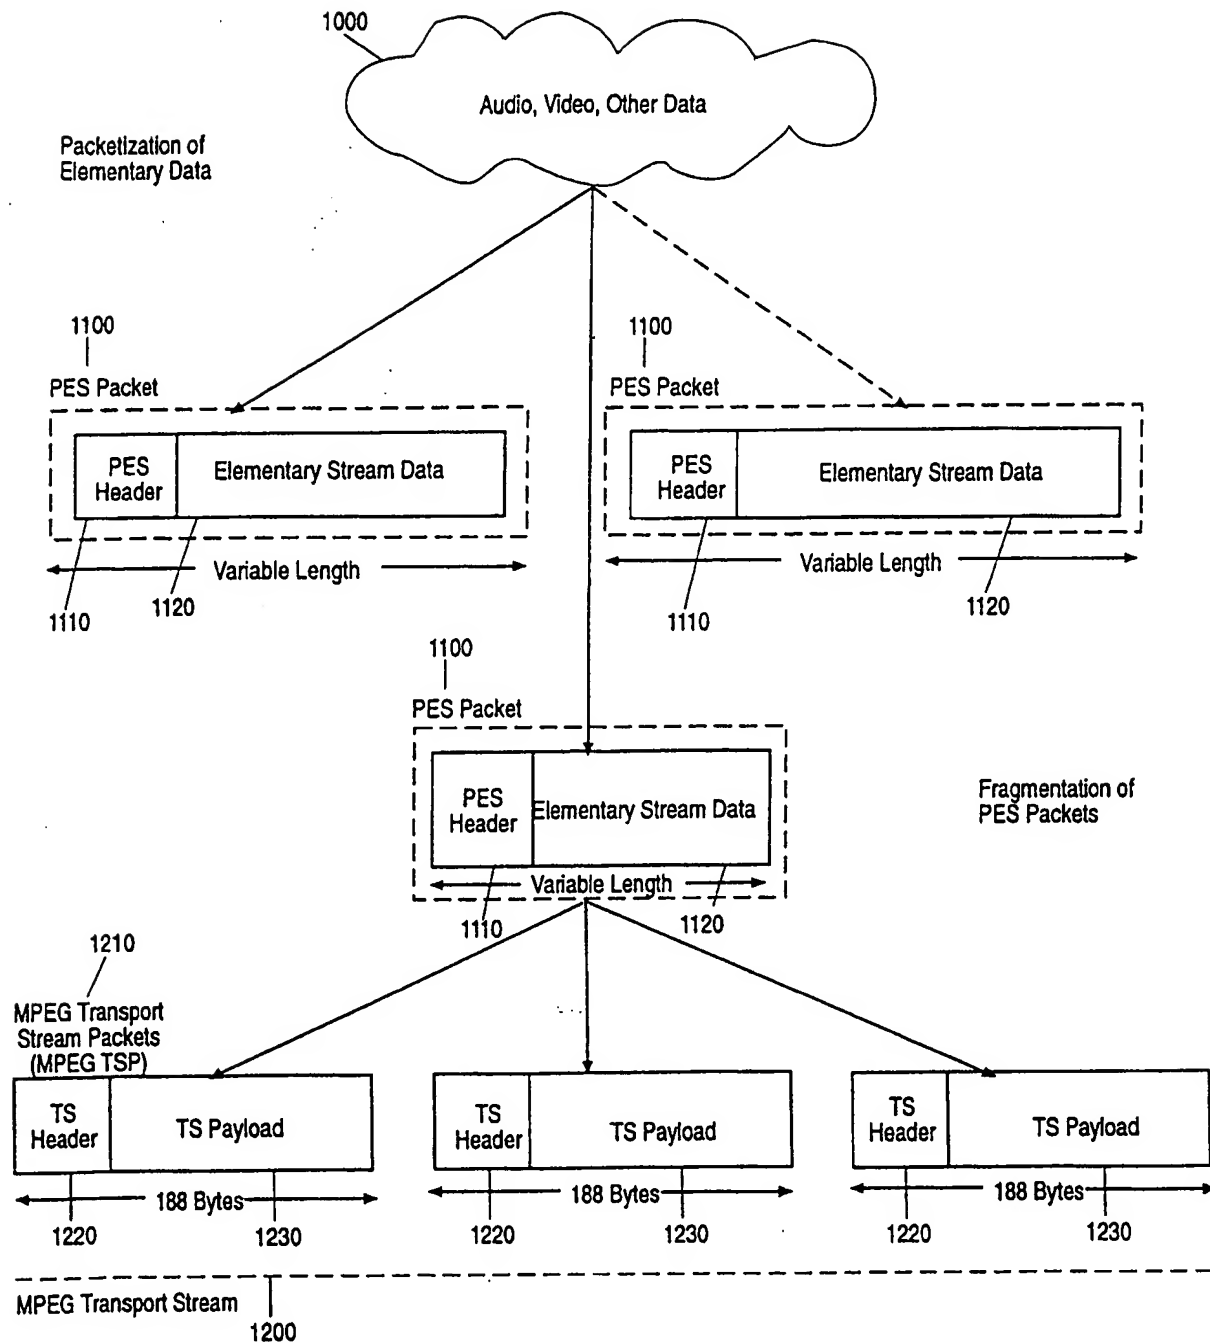 1000
Audio, Video, Other Data
Packetization of
Elementary Data
1100
PES Packet
PES
Header
Elementary Stream Data
Variable Length
1110
1120
1100
PES Packet
PES
Header
Elementary Stream Data
Variable Length
1110
1120
1100
PES Packet
PES
Header
Elementary Stream Data
Variable Length
1110
1120
Fragmentation of
PES Packets
1210
MPEG Transport
Stream Packets
(MPEG TSP)
TS
Header
TS Payload
188 Bytes
1220
1230
TS
Header
TS Payload
188 Bytes
1220
1230
TS
Header
TS Payload
188 Bytes
1220
1230
MPEG Transport Stream
1200